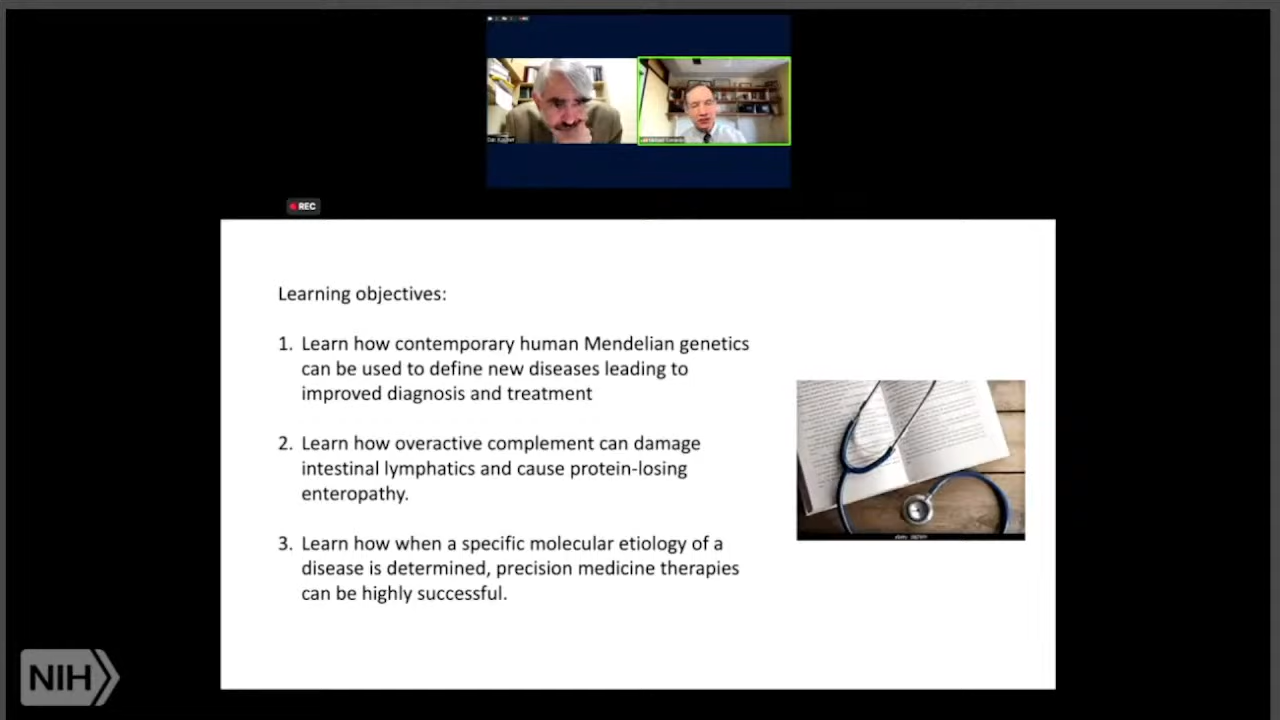 REC
Learning objectives:
1. Learn how contemporary human Mendelian genetics
can be used to define new diseases leading to
improved diagnosis and treatment
2. Learn how overactive complement can damage
intestinal lymphatics and cause protein-losing
enteropathy.
3. Learn how when a specific molecular etiology of a
disease is determined, precision medicine therapies
can be highly successful.
NIH